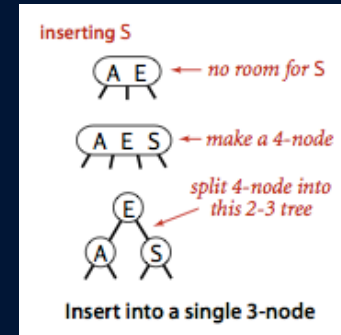 inserting S
A E no room for S
A E S make a 4-node
split 4-node into
this 2-3 tree
E
A S
Insert into a single 3-node